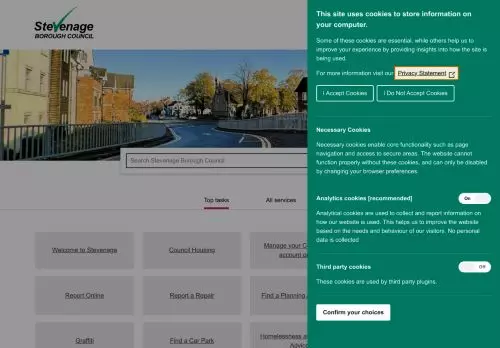 Stevenage
BOROUGH COUNCIL
Search Stevenage Borough Council
Top tasks
All services
Welcome to Stevenage
Council Housing
Manage your C
account
Report Online
Report a Repair
Find a Planning
Graffiti
Find a Car Park
Homelessness a
Advice
This site uses cookies to store information on
your computer.
Some of these cookies are essential, while others help us to
improve your experience by providing insights into how the site is
being used.
For more information visit our Privacy Statement
I Accept Cookies
I Do Not Accept Cookies
Necessary Cookies
Necessary cookies enable core functionality such as page
navigation and access to secure areas. The website cannot
function properly without these cookies, and can only be disabled
by changing your browser preferences.
Analytics cookies [recommended]
On
Analytical cookies are used to collect and report information on
how our website is used. This helps us to improve the website
based on the needs and behaviour of our visitors. No personal
data is collected
Third party cookies
Off
These cookies are used by third party plugins.
Confirm your choices